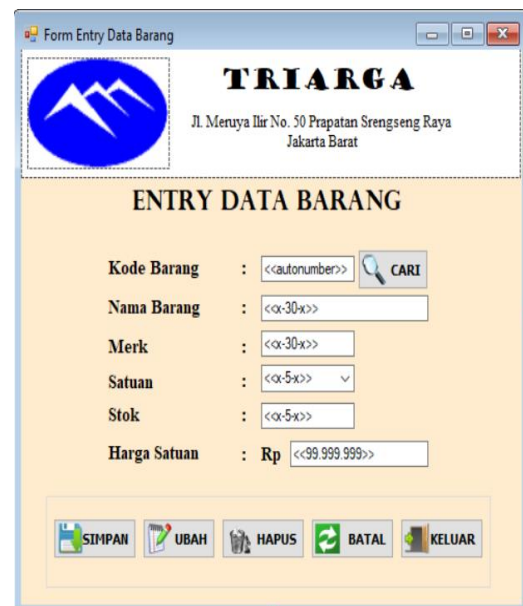 Form Entry Data Barang
TRIARGA
Jl. Meruya Ilir No. 50 Prapatan Srengseng Raya
Jakarta Barat
ENTRY DATA BARANG
Kode Barang : <<autonumber>> CARI
Nama Barang : <<x-30-x>>
Merk : <<x-30-x>>
Satuan : <<x-5-x>>
Stok : <<x-5-x>>
Harga Satuan : Rp <<99.999.999>>
SIMPAN UBAH HAPUS BATAL KELUAR